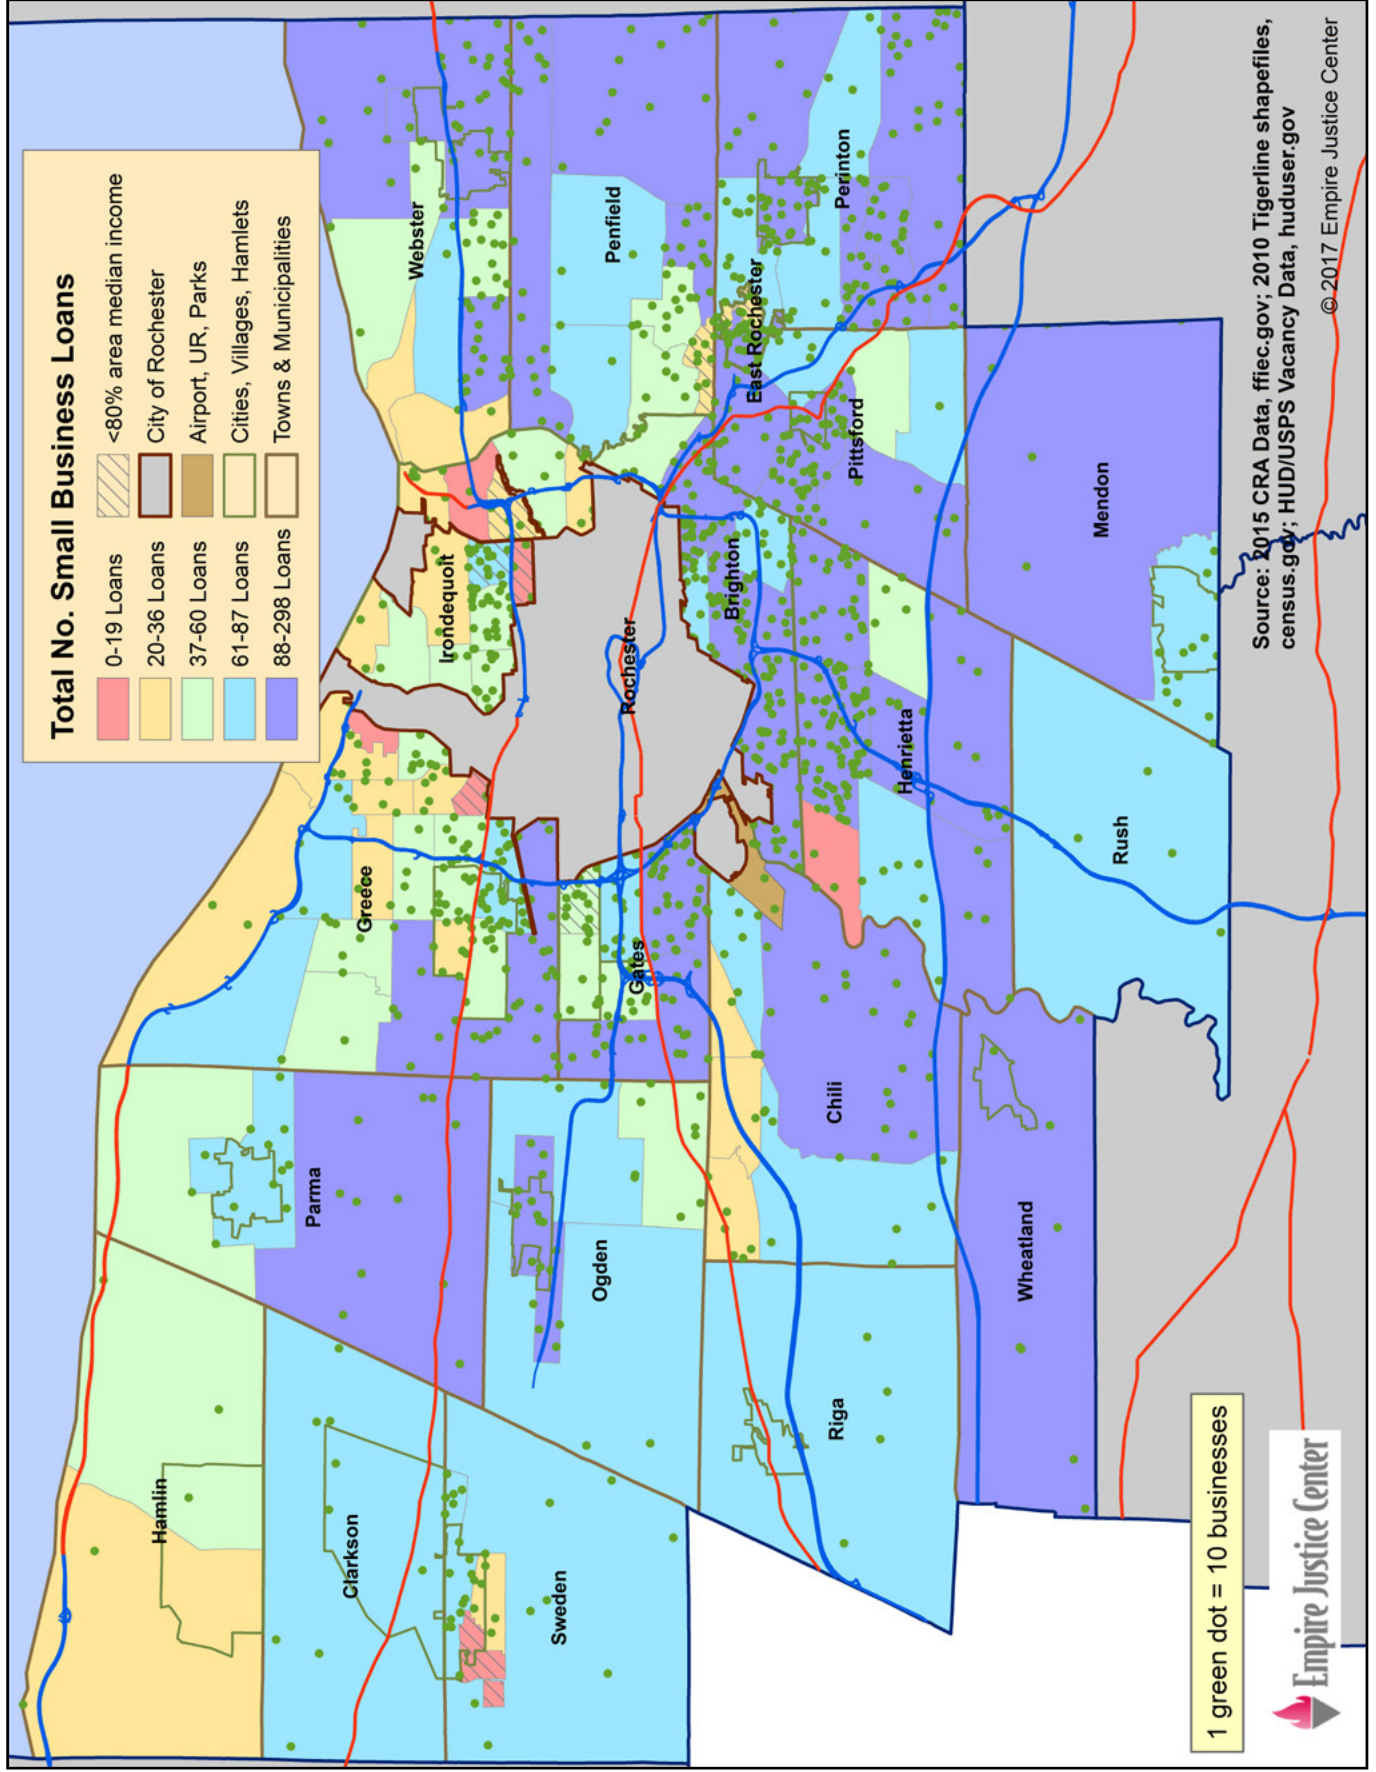 Total No. Small Business Loans
0-19 Loans
20-36 Loans
37-60 Loans
61-87 Loans
88-298 Loans
<80% area median income
City of Rochester
Airport, UR, Parks
Cities, Villages, Hamlets
Towns & Municipalities
Hamlin
Parma
Greece
Irondequoit
Webster
Clarkson
Sweden
Ogden
Gates
Rochester
Penfield
Brighton
East Rochester
Perinton
Pittsford
Riga
Chili
Henrietta
Wheatland
Rush
Mendon
1 green dot = 10 businesses
Empire Justice Center
Source: 2015 CRA Data, ffiec.gov; 2010 Tigerline shapefiles,
census.gov; HUD/USPS Vacancy Data, huduser.gov
© 2017 Empire Justice Center